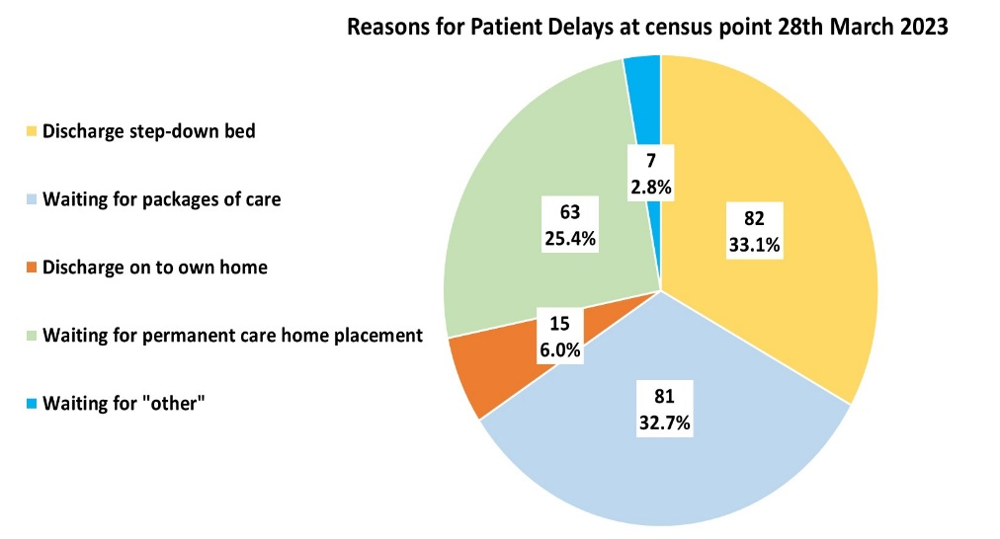 Reasons for Patient Delays at census point 28th March 2023
Discharge step-down bed
Waiting for packages of care
Discharge on to own home
Waiting for permanent care home placement
Waiting for "other"
7
2.8%
82
33.1%
63
25.4%
15
6.0%
81
32.7%